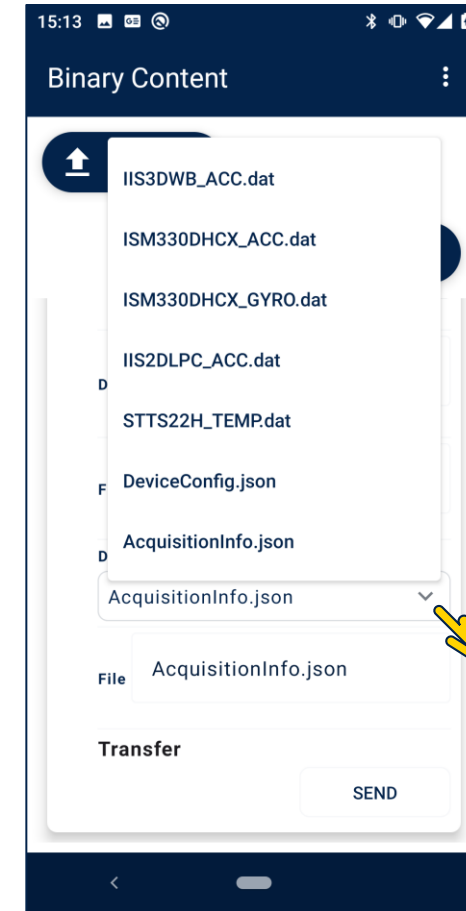 15:13
Binary Content
IIS3DWB_ACC.dat
ISM330DHCX_ACC.dat
ISM330DHCX_GYRO.dat
IIS2DLPC_ACC.dat
D
STTS22H_TEMP.dat
F
DeviceConfig.json
AcquisitionInfo.json
D
AcquisitionInfo.json
File AcquisitionInfo.json
Transfer
SEND